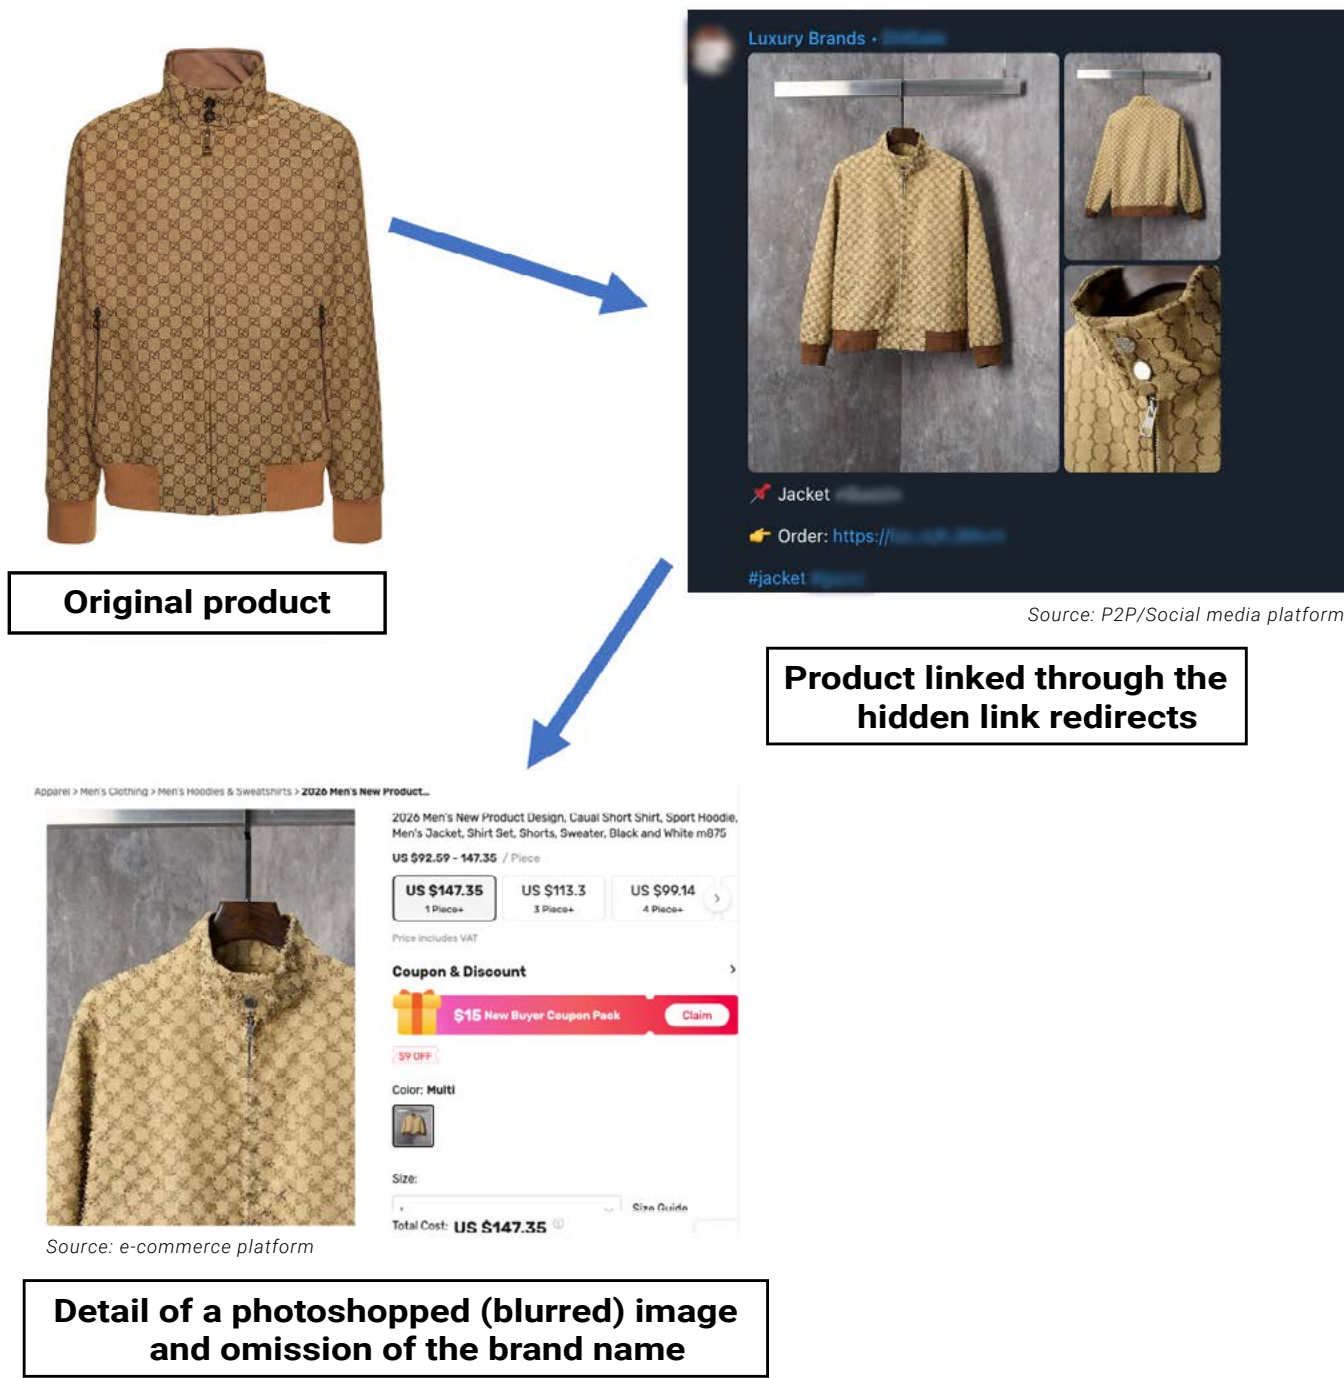 Luxury Brands •
📌 Jacket
👉 Order: https://
#jacket
Original product
Source: P2P/Social media platform
Product linked through the
hidden link redirects
Apparel > Men's Clothing > Men's Hoodies & Sweatshirts > 2026 Men's New Product...
2026 Men's New Product Design, Caual Short Shirt, Sport Hoodie,
Men's Jacket, Shirt Set, Shorts, Sweater, Black and White m875
US $92.59 - 147.35 / Piece
US $147.35
1 Piece+
US $113.3
3 Piece+
US $99.14
4 Piece+
Price includes VAT
Coupon & Discount
$15 New Buyer Coupon Pack
Claim
$9 OFF
Color: Multi
Size:
Size Guide
Total Cost: US $147.35
Source: e-commerce platform
Detail of a photoshopped (blurred) image
and omission of the brand name